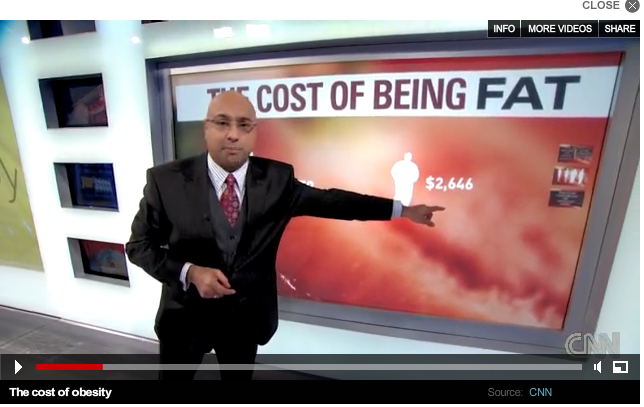 CLOSE
INFO
MORE VIDEOS
SHARE
THE COST OF BEING FAT
$2,646
CNN
The cost of obesity
Source: CNN